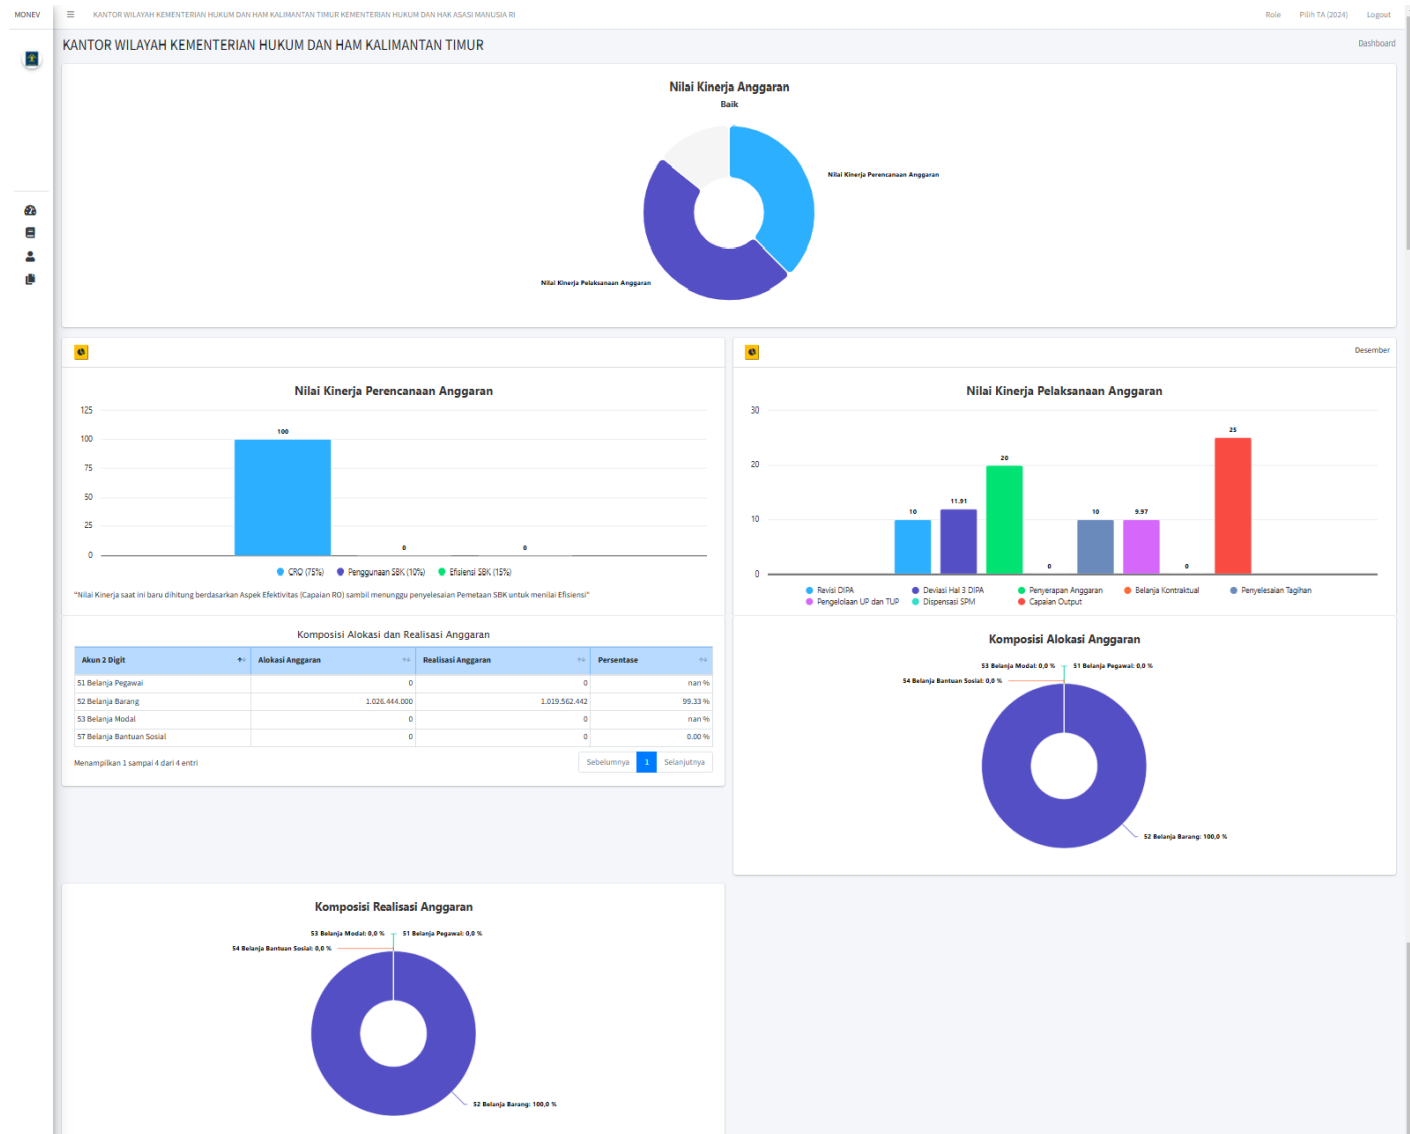 MONEV
KANTOR WILAYAH KEMENTERIAN HUKUM DAN HAM KALIMANTAN TIMUR KEMENTERIAN HUKUM DAN HAK ASASI MANUSIA RI
Role Pilih TA (2024) Logout
KANTOR WILAYAH KEMENTERIAN HUKUM DAN HAM KALIMANTAN TIMUR
Dashboard
Nilai Kinerja Anggaran
Baik
Nilai Kinerja Perencanaan Anggaran
Nilai Kinerja Pelaksanaan Anggaran
Nilai Kinerja Perencanaan Anggaran
125
100
75
50
25
0
100
0
0
CRO (75%) Penggunaan SBK (10%) Efisiensi SBK (15%)
"Nilai Kinerja saat ini baru dihitung berdasarkan Aspek Efektivitas (Capaian RO) sambil menunggu penyelesaian Pemetaan SBK untuk menilai Efisiensi"
Desember
Nilai Kinerja Pelaksanaan Anggaran
30
20
10
0
10
11.91
20
0
10
9.97
0
25
Revisi DIPA Deviasi Hal 3 DIPA Penyerapan Anggaran Belanja Kontraktual Penyelesaian Tagihan
Pengelolaan UP dan TUP Dispensasi SPM Capaian Output
Komposisi Alokasi dan Realisasi Anggaran
Akun 2 Digit Alokasi Anggaran Realisasi Anggaran Persentase
51 Belanja Pegawai 0 0 nan %
52 Belanja Barang 1.026.444.000 1.019.562.442 99.33 %
53 Belanja Modal 0 0 nan %
57 Belanja Bantuan Sosial 0 0 0.00 %
Menampilkan 1 sampai 4 dari 4 entri
Sebelumnya 1 Selanjutnya
Komposisi Alokasi Anggaran
53 Belanja Modal: 0,0 % 51 Belanja Pegawai: 0,0 %
54 Belanja Bantuan Sosial: 0,0 %
52 Belanja Barang: 100,0 %
Komposisi Realisasi Anggaran
53 Belanja Modal: 0,0 % 51 Belanja Pegawai: 0,0 %
54 Belanja Bantuan Sosial: 0,0 %
52 Belanja Barang: 100,0 %